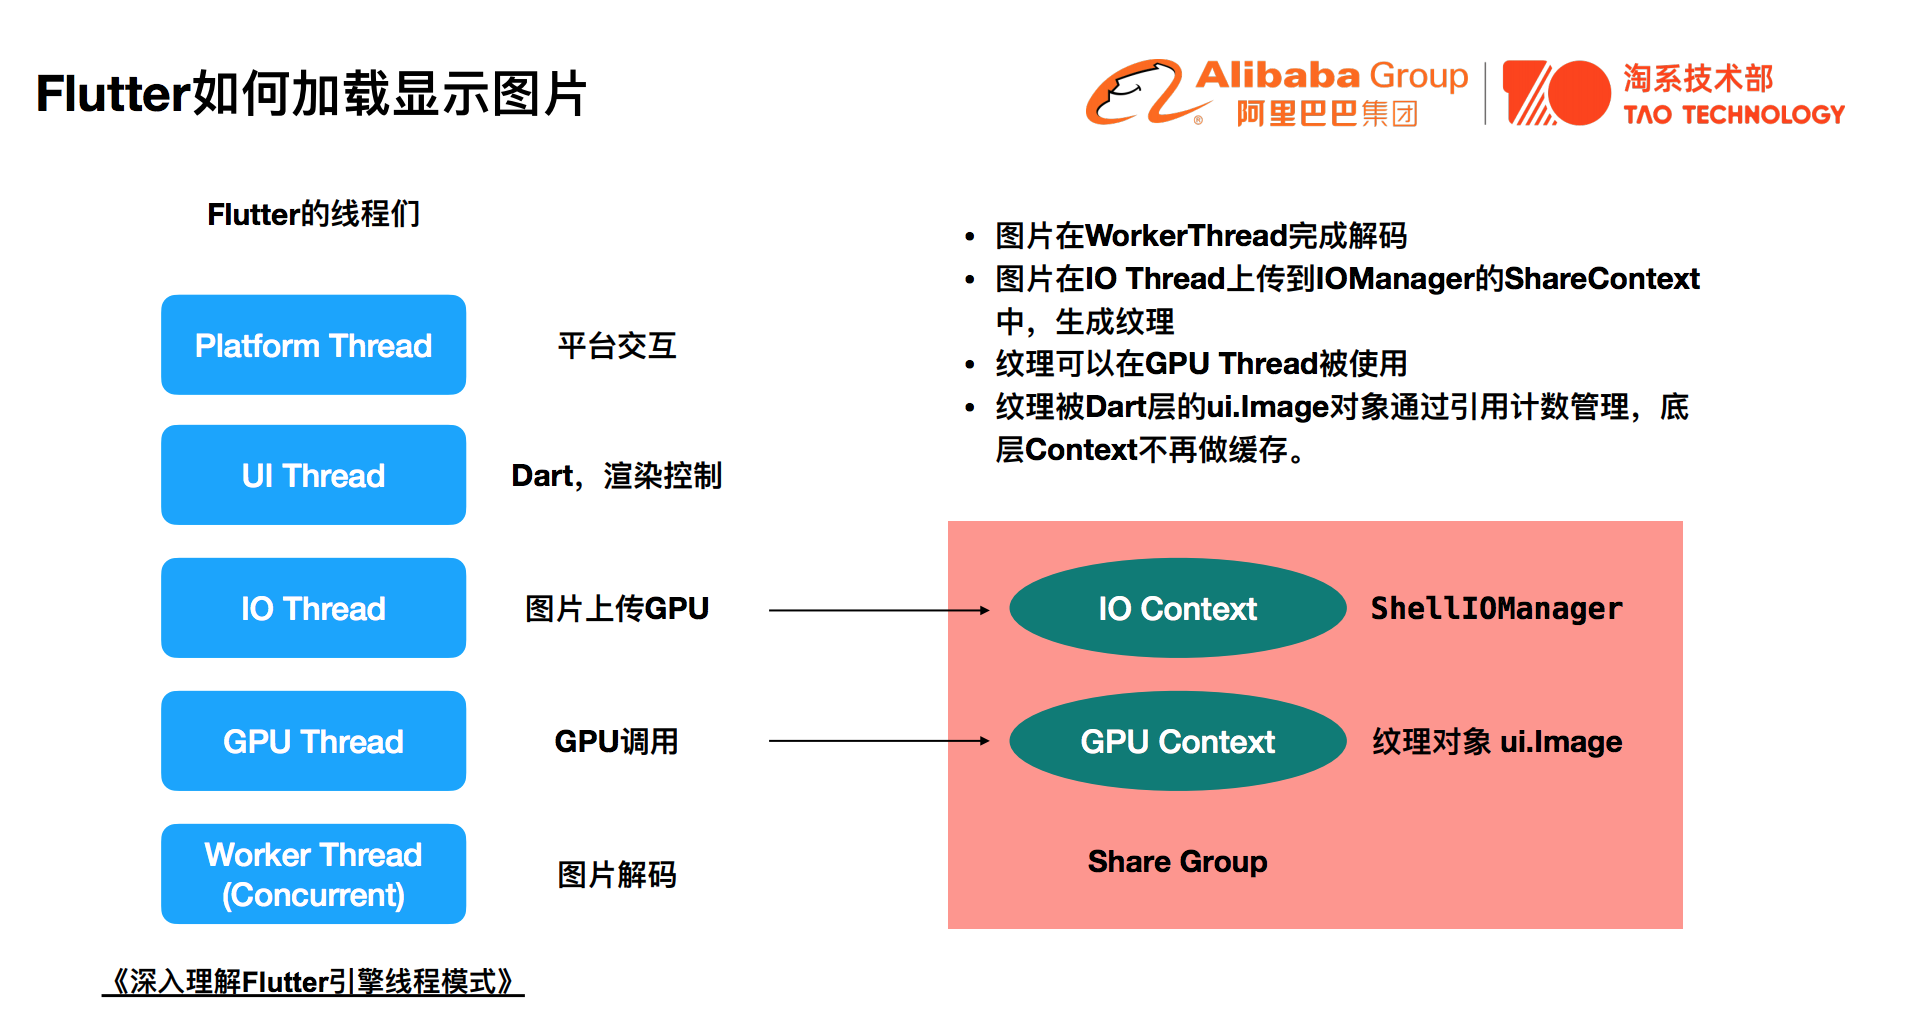 Flutter如何加载显示图片
Alibaba Group
阿里巴巴集团
淘系技术部
TAO TECHNOLOGY
Flutter的线程们
Platform Thread
平台交互
UI Thread
Dart，渲染控制
IO Thread
图片上传GPU
GPU Thread
GPU调用
Worker Thread
(Concurrent)
图片解码
《深入理解Flutter引擎线程模式》
• 图片在WorkerThread完成解码
• 图片在IO Thread上传到IOManager的ShareContext
中，生成纹理
• 纹理可以在GPU Thread被使用
• 纹理被Dart层的ui.Image对象通过引用计数管理，底
层Context不再做缓存。
IO Context
ShellIOManager
GPU Context
纹理对象 ui.Image
Share Group